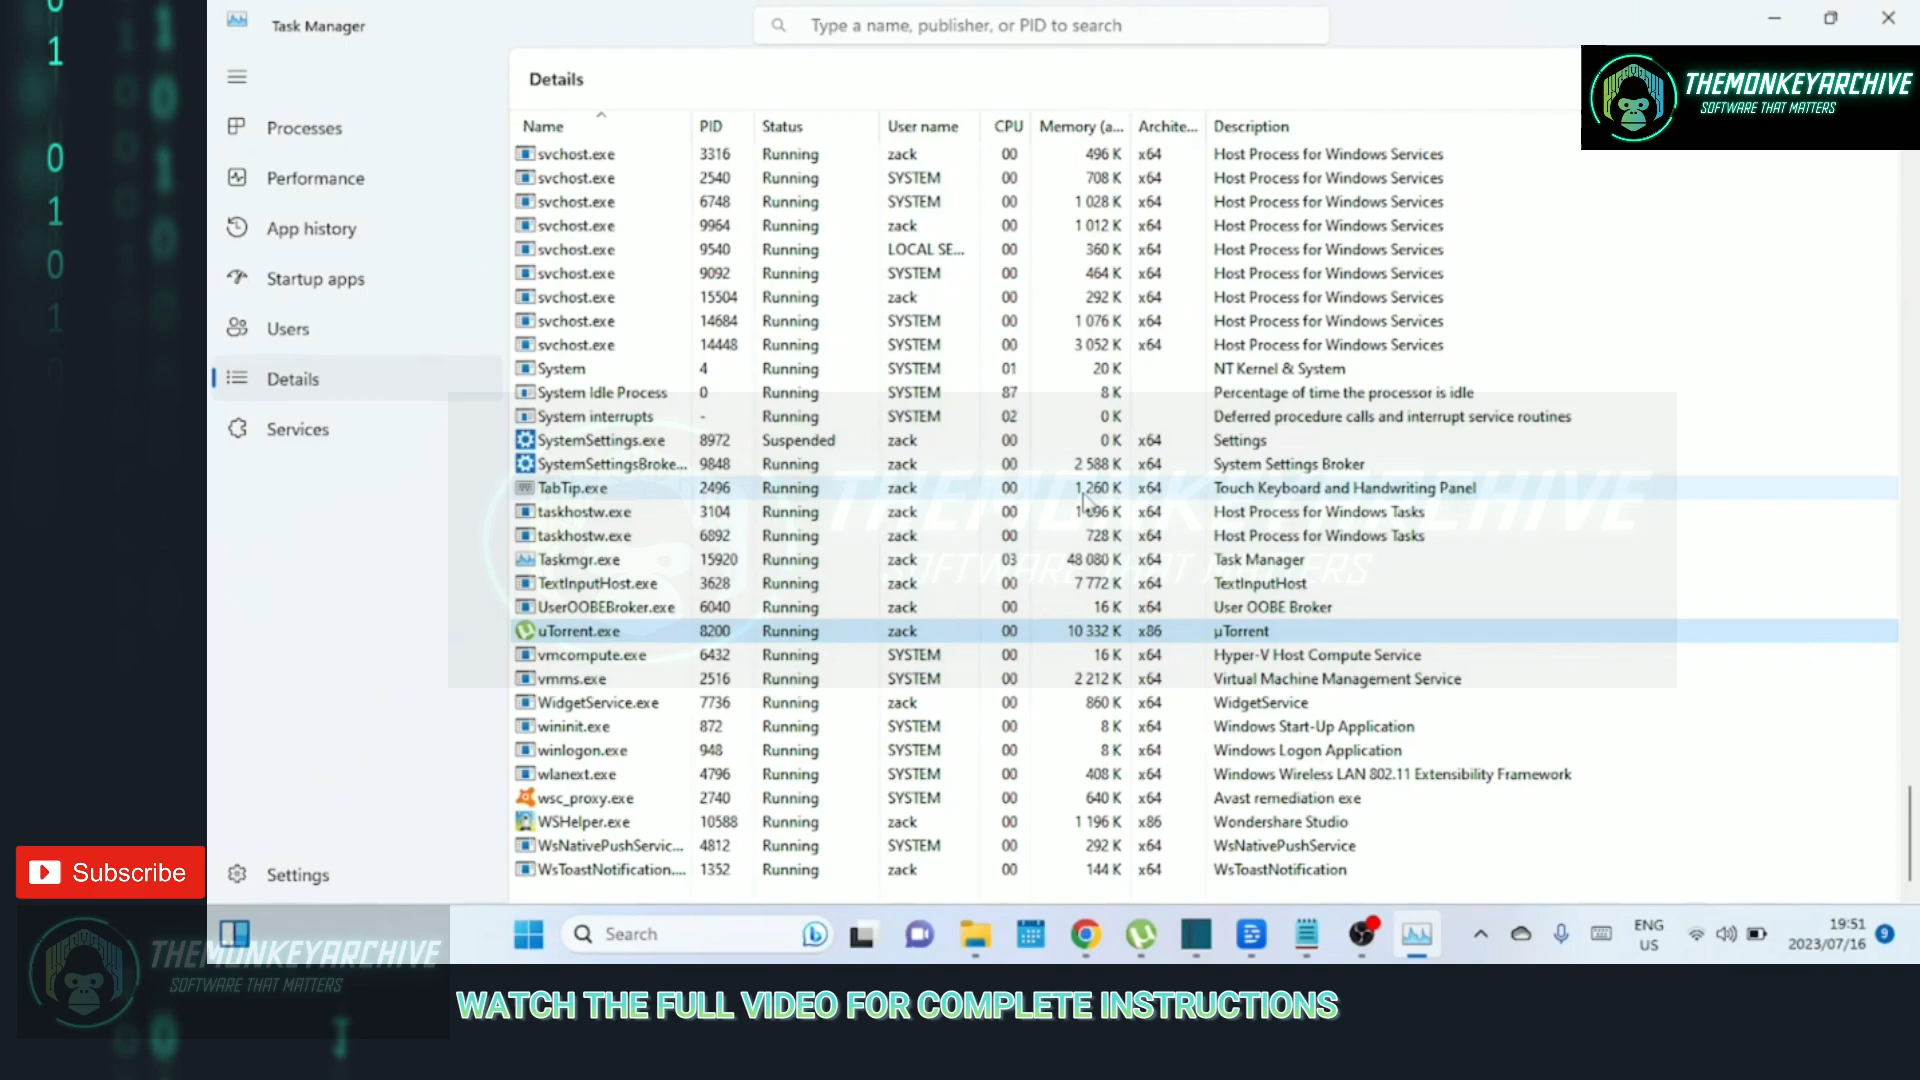 Task Manager
Type a name, publisher, or PID to search
THEMONKEYARCHIVE
SOFTWARE THAT MATTERS
Processes
Performance
App history
Startup apps
Users
Details
Services
Settings
Details
Name PID Status User name CPU Memory (a... Archite... Description
svchost.exe 3316 Running zack 00 496 K x64 Host Process for Windows Services
svchost.exe 2540 Running SYSTEM 00 708 K x64 Host Process for Windows Services
svchost.exe 6748 Running SYSTEM 00 1 028 K x64 Host Process for Windows Services
svchost.exe 9964 Running zack 00 1 012 K x64 Host Process for Windows Services
svchost.exe 9540 Running LOCAL SE... 00 360 K x64 Host Process for Windows Services
svchost.exe 9092 Running SYSTEM 00 464 K x64 Host Process for Windows Services
svchost.exe 15504 Running zack 00 292 K x64 Host Process for Windows Services
svchost.exe 14684 Running SYSTEM 00 1 076 K x64 Host Process for Windows Services
svchost.exe 14448 Running SYSTEM 00 3 052 K x64 Host Process for Windows Services
System 4 Running SYSTEM 01 20 K NT Kernel & System
System Idle Process 0 Running SYSTEM 87 8 K Percentage of time the processor is idle
System interrupts - Running SYSTEM 02 0 K Deferred procedure calls and interrupt service routines
SystemSettings.exe 8972 Suspended zack 00 0 K x64 Settings
SystemSettingsBroke... 9848 Running zack 00 2 588 K x64 System Settings Broker
TabTip.exe 2496 Running zack 00 1 260 K x64 Touch Keyboard and Handwriting Panel
taskhostw.exe 3104 Running zack 00 x64 Host Process for Windows Tasks
taskhostw.exe 6892 Running zack 00 728 K x64 Host Process for Windows Tasks
Taskmgr.exe 15920 Running zack 03 48 080 K x64 Task Manager
TextInputHost.exe 3628 Running zack 00 7 772 K x64 TextInputHost
UserOOBEBroker.exe 6040 Running zack 00 16 K x64 User OOBE Broker
uTorrent.exe 8200 Running zack 00 10 332 K x86 µTorrent
vmcompute.exe 6432 Running SYSTEM 00 16 K x64 Hyper-V Host Compute Service
vmms.exe 2516 Running SYSTEM 00 2 212 K x64 Virtual Machine Management Service
WidgetService.exe 7736 Running zack 00 860 K x64 WidgetService
wininit.exe 872 Running SYSTEM 00 8 K x64 Windows Start-Up Application
winlogon.exe 948 Running SYSTEM 00 8 K x64 Windows Logon Application
wlanext.exe 4796 Running SYSTEM 00 408 K x64 Windows Wireless LAN 802.11 Extensibility Framework
wsc_proxy.exe 2740 Running SYSTEM 00 640 K x64 Avast remediation exe
WSHelper.exe 10588 Running zack 00 1 196 K x86 Wondershare Studio
WsNativePushServic... 4812 Running SYSTEM 00 292 K x64 WsNativePushService
WsToastNotification.... 1352 Running zack 00 144 K x64 WsToastNotification
THEMONKEYARCHIVE
SOFTWARE THAT MATTERS
Subscribe
THEMONKEYARCHIVE
SOFTWARE THAT MATTERS
Search
ENG
US
19:51
2023/07/16
9
WATCH THE FULL VIDEO FOR COMPLETE INSTRUCTIONS